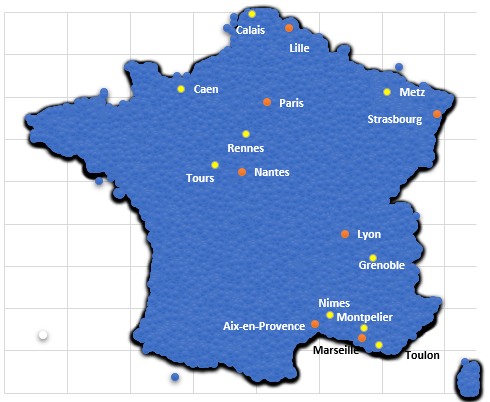 Calais
Lille
Caen
Metz
Paris
Strasbourg
Rennes
Tours
Nantes
Lyon
Grenoble
Nimes
Montpelier
Aix-en-Provence
Marseille
Toulon